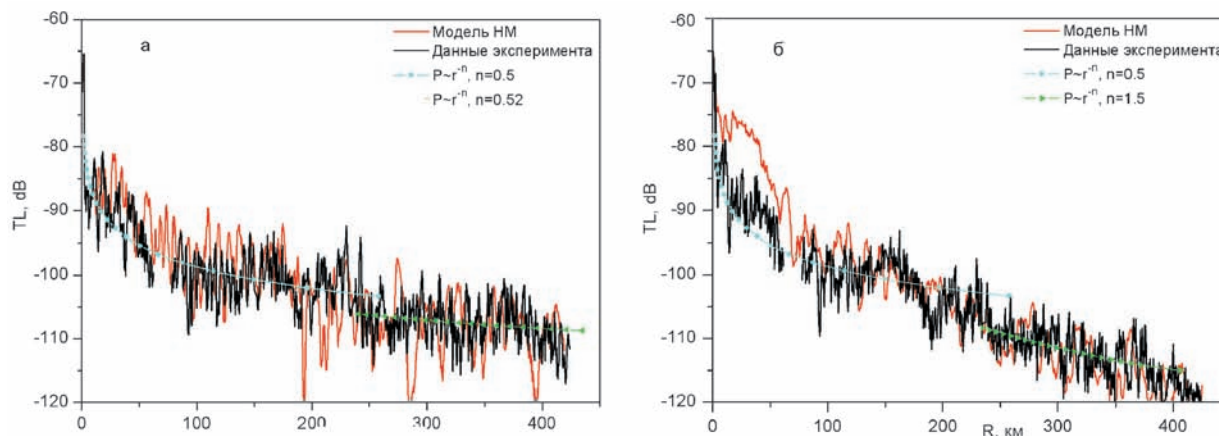 а
Модель НМ
Данные эксперимента
P~r⁻ⁿ, n=0.5
P~r⁻ⁿ, n=0.52
TL, dB
-60
-70
-80
-90
-100
-110
-120
0 100 200 300 400
б
Модель НМ
Данные эксперимента
P~r⁻ⁿ, n=0.5
P~r⁻ⁿ, n=1.5
TL, dB
-60
-70
-80
-90
-100
-110
-120
0 100 200 300 400
R, км